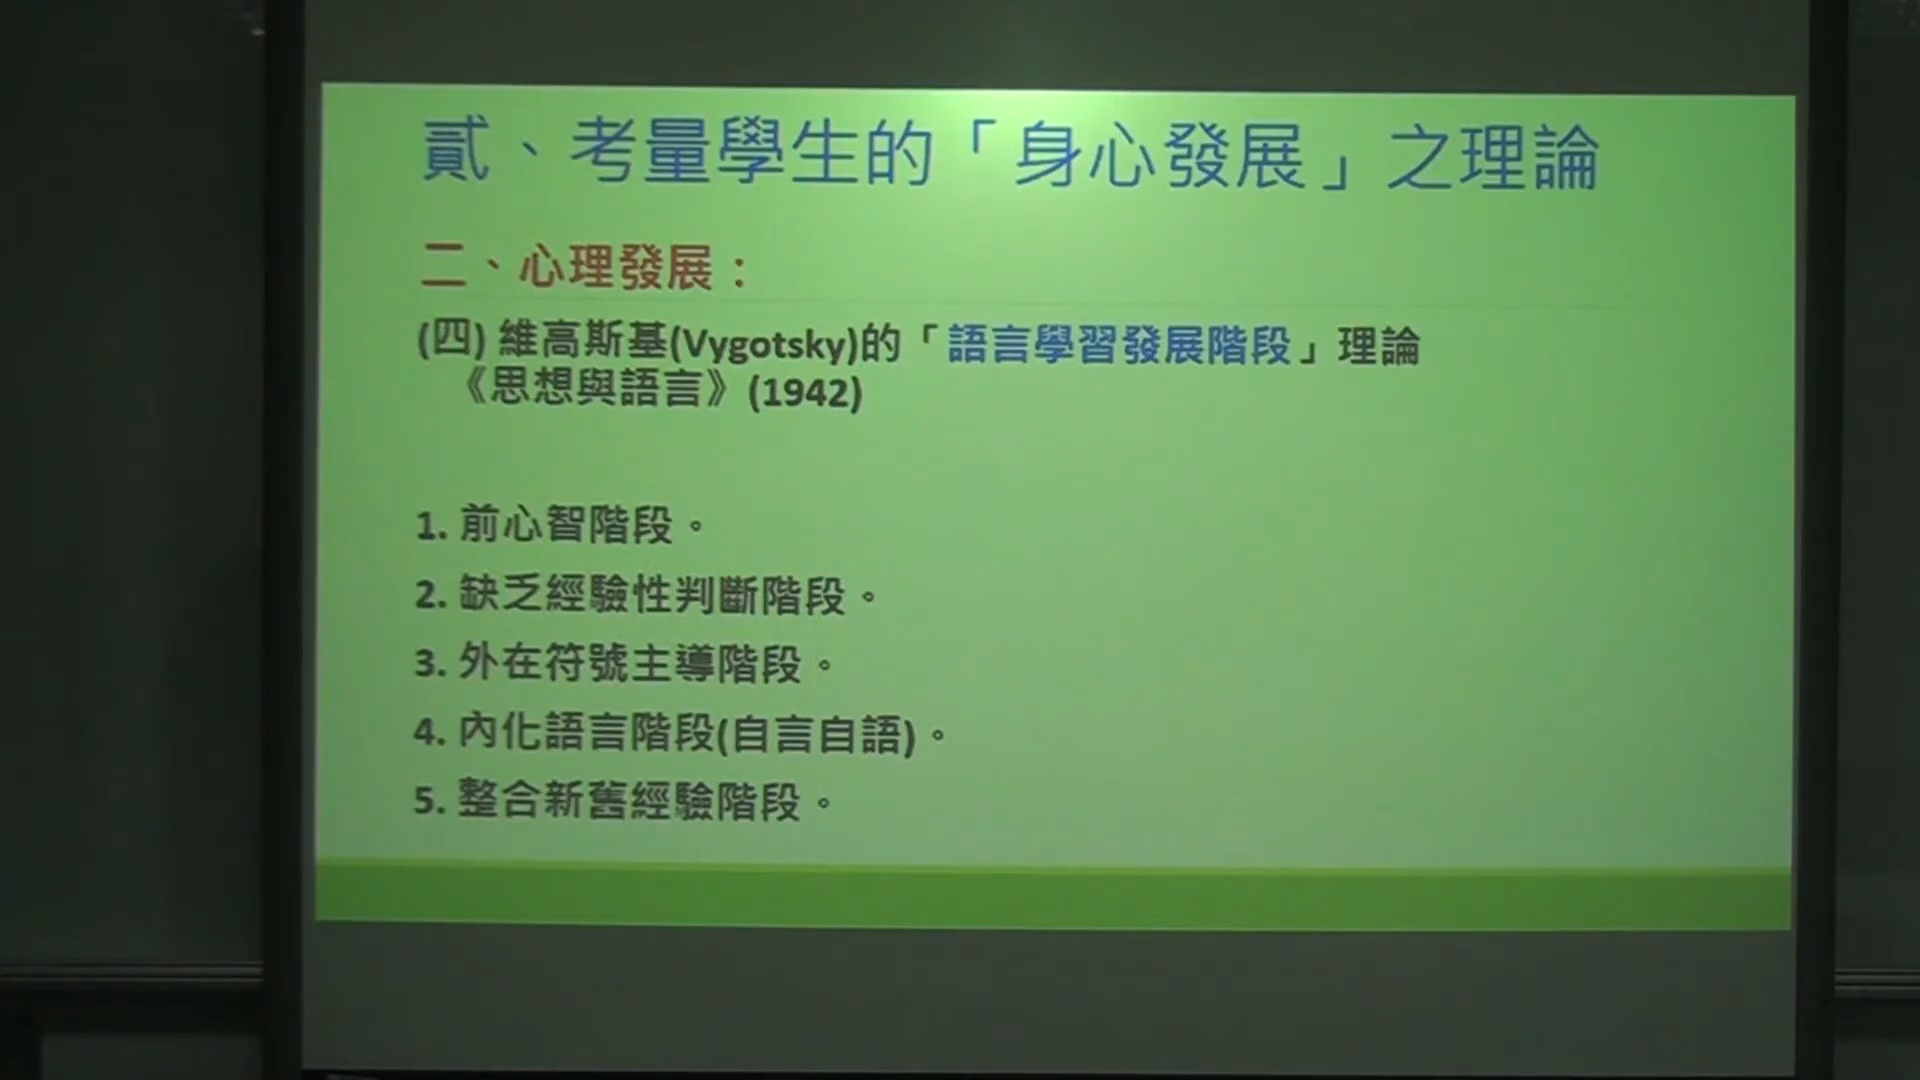 貳、考量學生的「身心發展」之理論
二、心理發展：
(四) 維高斯基(Vygotsky)的「語言學習發展階段」理論
《思想與語言》(1942)
1. 前心智階段。
2. 缺乏經驗性判斷階段。
3. 外在符號主導階段。
4. 內化語言階段(自言自語)。
5. 整合新舊經驗階段。